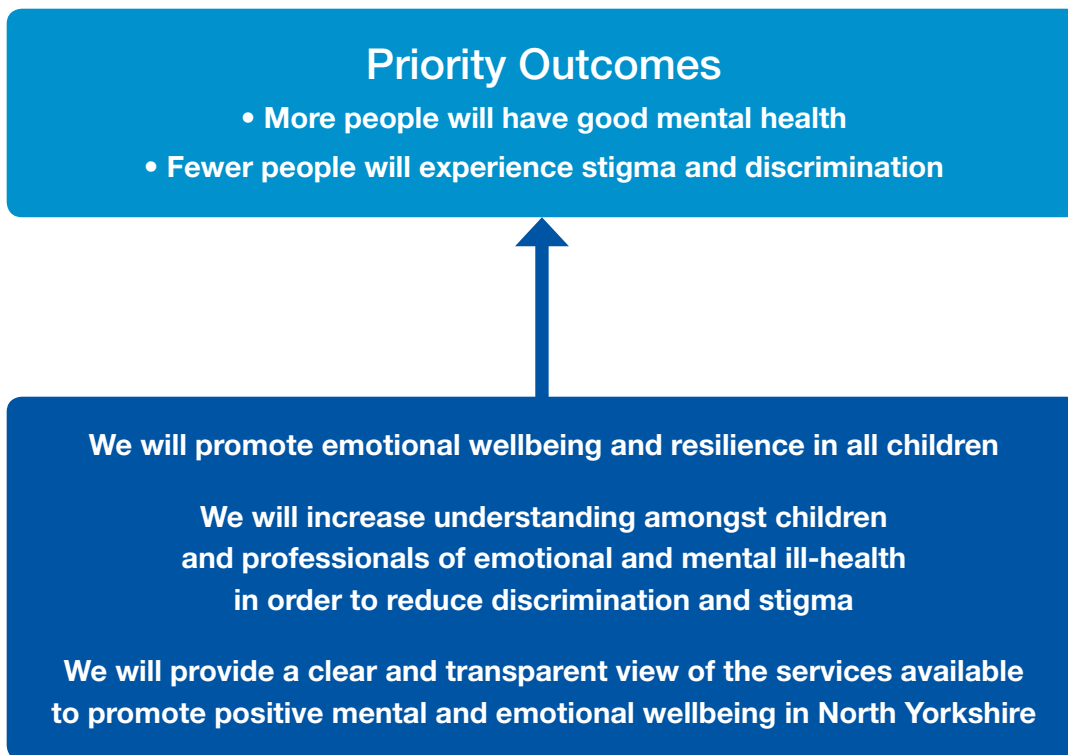 Priority Outcomes
• More people will have good mental health
• Fewer people will experience stigma and discrimination
We will promote emotional wellbeing and resilience in all children
We will increase understanding amongst children
and professionals of emotional and mental ill-health
in order to reduce discrimination and stigma
We will provide a clear and transparent view of the services available
to promote positive mental and emotional wellbeing in North Yorkshire